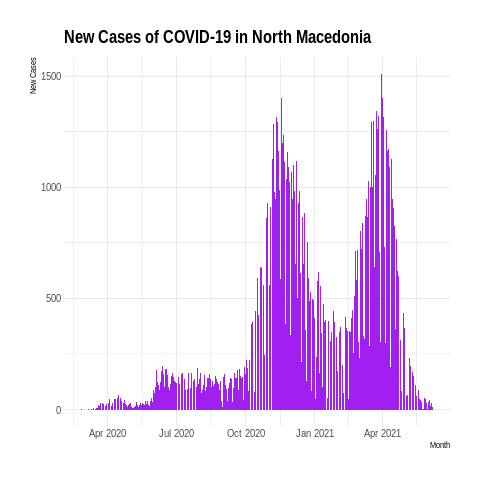 New Cases of COVID-19 in North Macedonia
New Cases
1500
1000
500
0
Apr 2020 Jul 2020 Oct 2020 Jan 2021 Apr 2021
Month